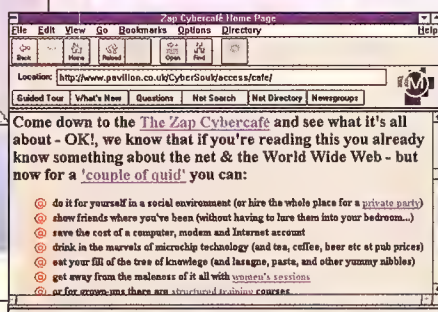 Zap Cybercafé Home Page
File Edit View Go Bookmarks Options Directory Help
Back Home Reload Open Find
Location: http://www.pavilion.co.uk/CyberSouk/access/cafe/
Guided Tour What's New Questions Net Search Net Directory Newsgroups
Come down to the The Zap Cybercafé and see what it's all
about - OK!, we know that if you're reading this you already
know something about the net & the World Wide Web - but
now for a 'couple of quid' you can:
@ do it for yourself in a social environment (or hire the whole place for a private party)
@ show friends where you've been (without having to lure them into your bedroom...)
@ save the cost of a computer, modem and Internet account
@ drink in the marvels of microchip technology (and tea, coffee, beer etc at pub prices)
@ eat your fill of the tree of knowlege (and lasagne, pasta, and other yummy nibbles)
@ get away from the maleness of it all with women's sessions
@ or for grown-ups there are structured training courses